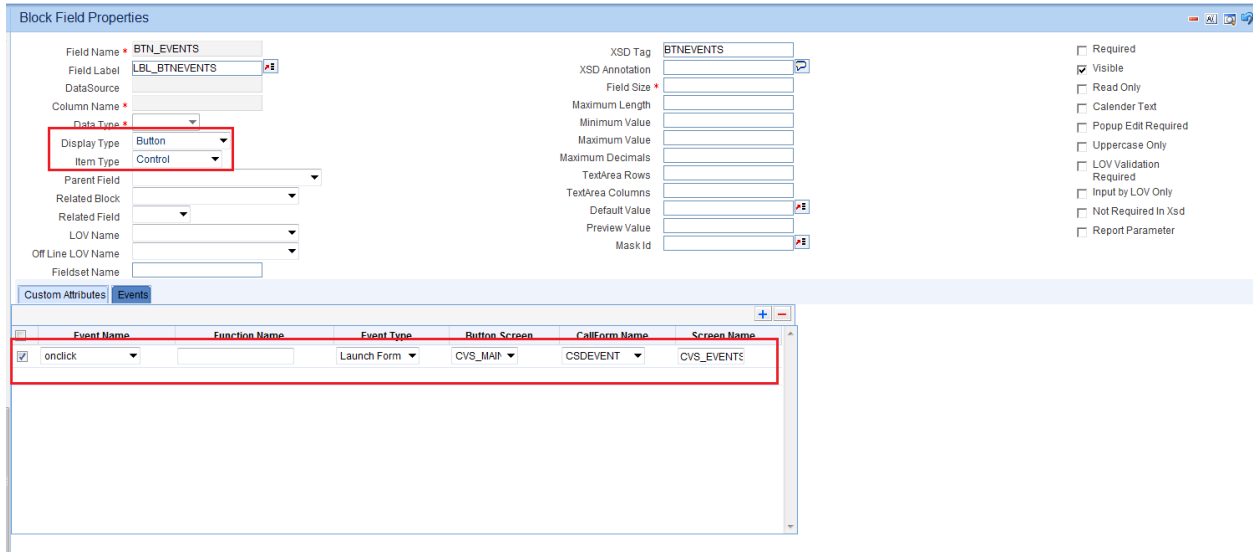 Block Field Properties
Field Name * BTN_EVENTS
Field Label LBL_BTNEVENTS
DataSource
Column Name *
Data Type *
Display Type Button
Item Type Control
Parent Field
Related Block
Related Field
LOV Name
Off Line LOV Name
Fieldset Name
XSD Tag BTNEVENTS
XSD Annotation
Field Size *
Maximum Length
Minimum Value
Maximum Value
Maximum Decimals
TextArea Rows
TextArea Columns
Default Value
Preview Value
Mask Id
Required
Visible
Read Only
Calender Text
Popup Edit Required
Uppercase Only
LOV Validation
Required
Input by LOV Only
Not Required In Xsd
Report Parameter
Custom Attributes Events
Event Name Function Name Event Type Button Screen CallForm Name Screen Name
onclick Launch Form CVS_MAIN CSDEVENT CVS_EVENTS